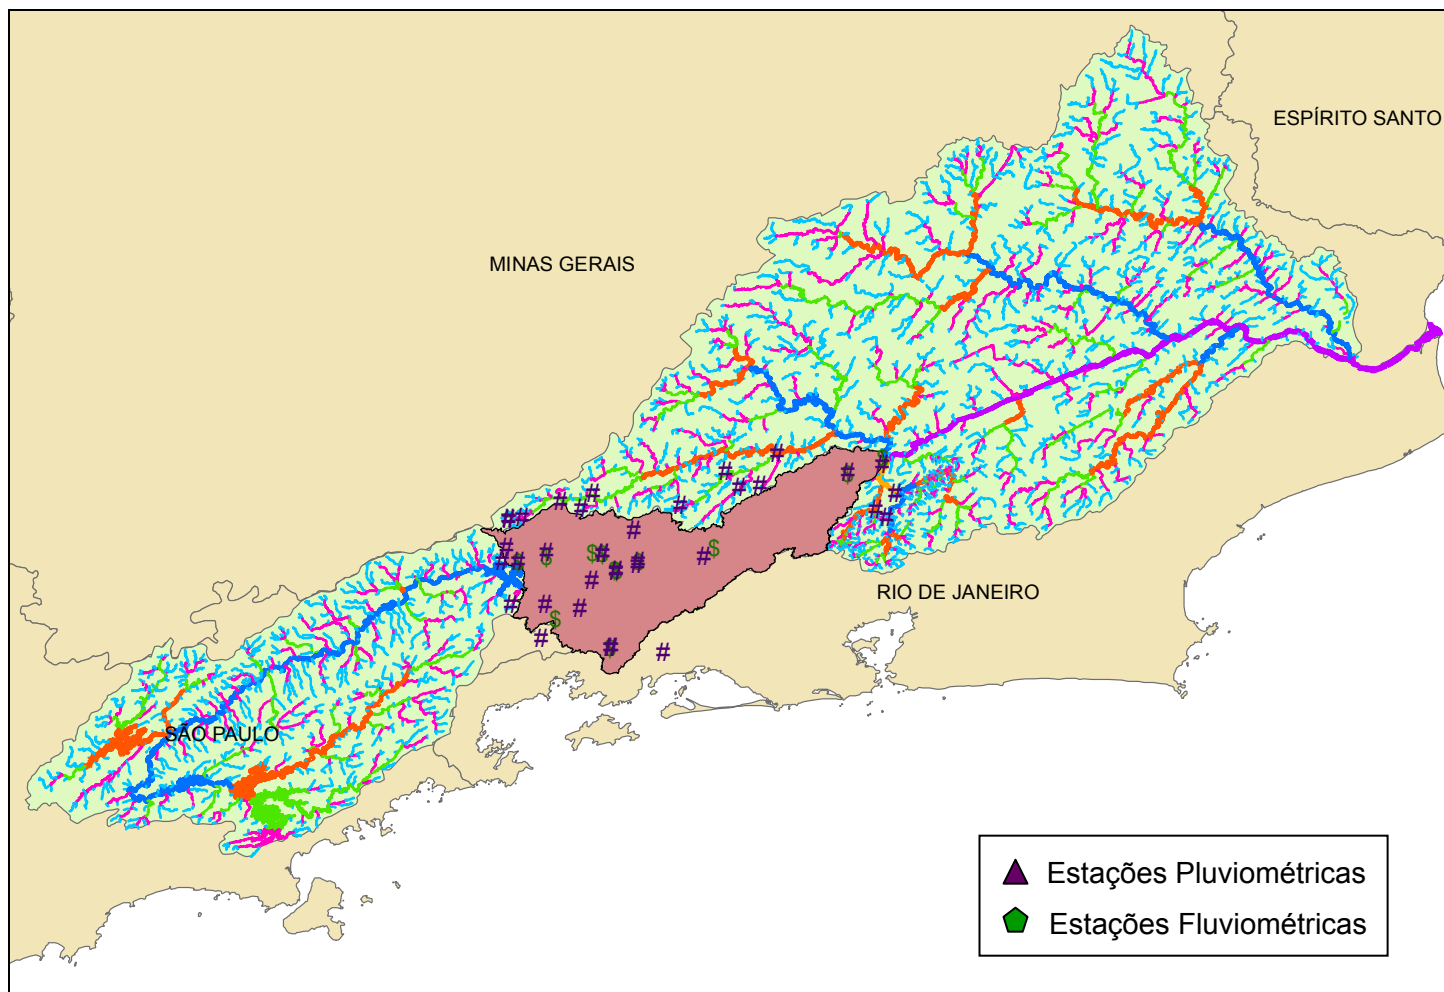 ESPÍRITO SANTO
MINAS GERAIS
RIO DE JANEIRO
SÃO PAULO
Estações Pluviométricas
Estações Fluviométricas